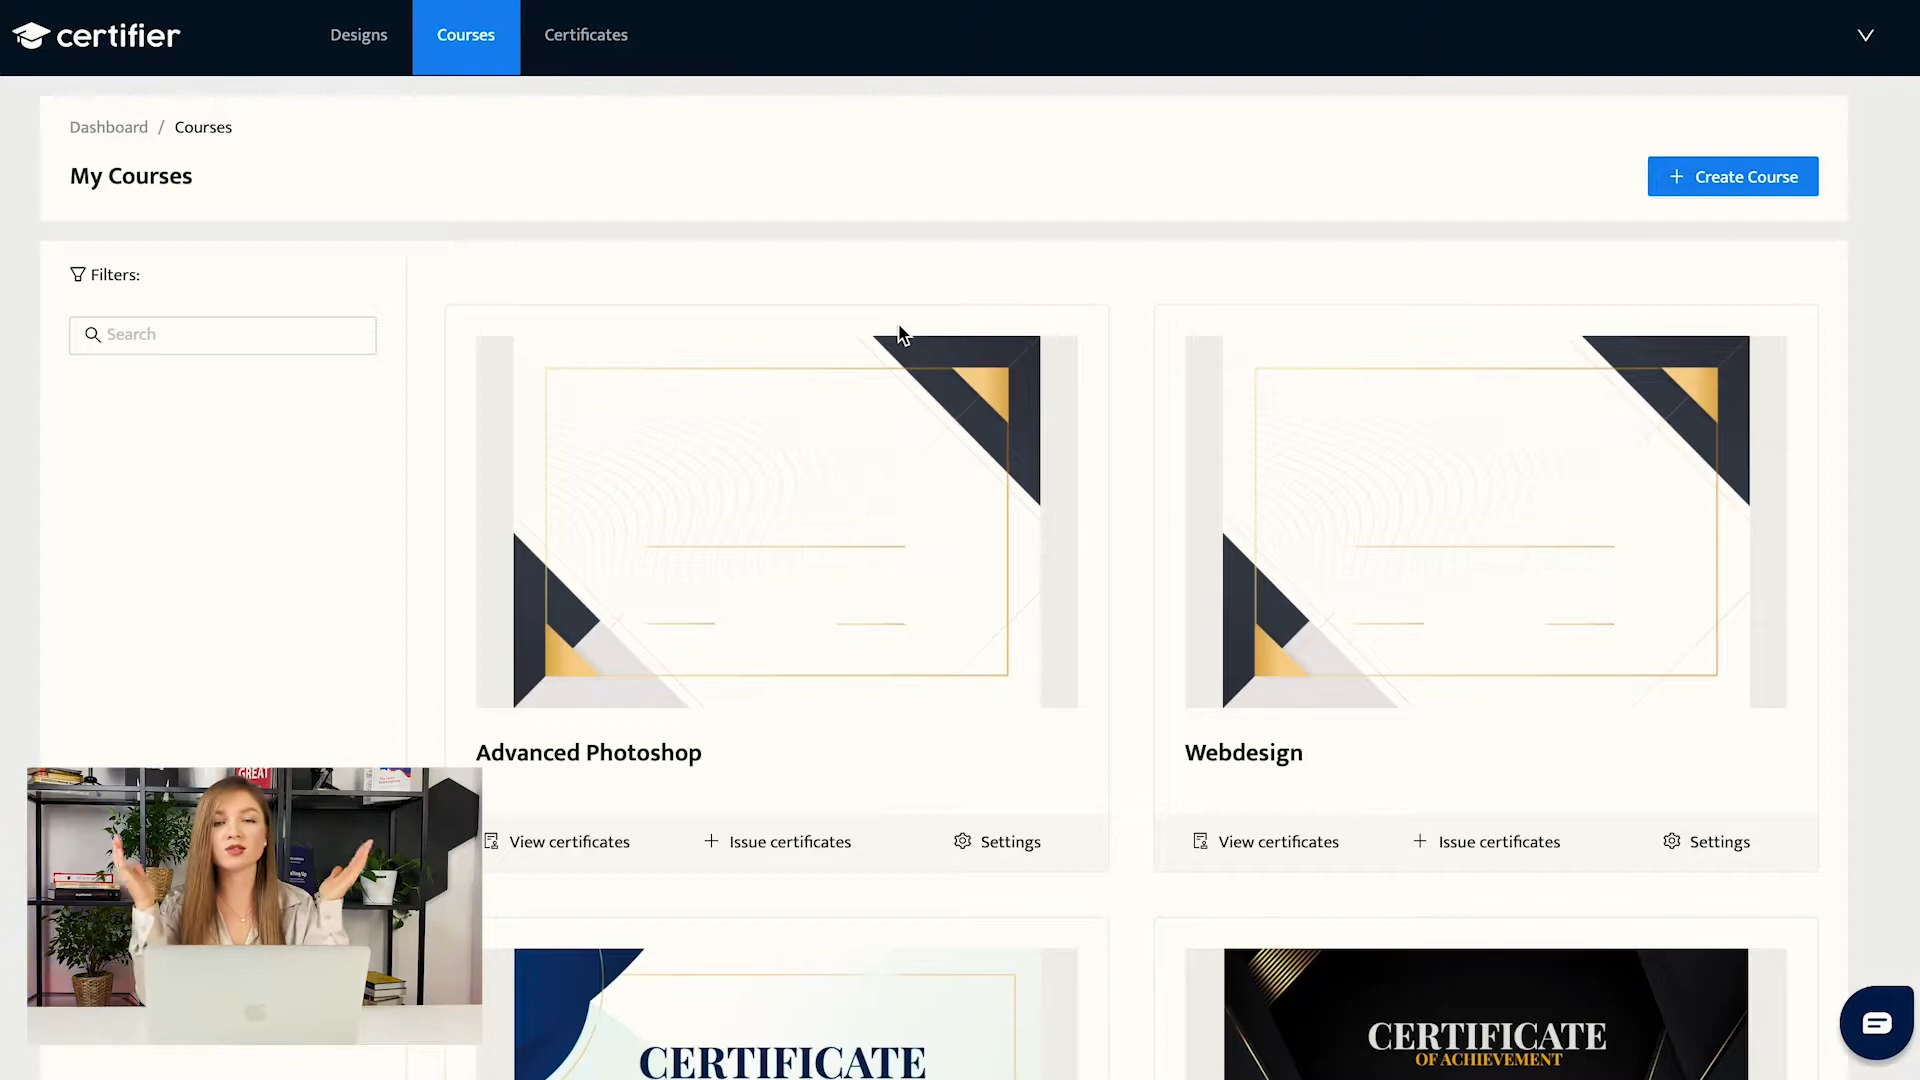 certifier
Designs
Courses
Certificates
Dashboard / Courses
My Courses
+ Create Course
Filters:
Search
Advanced Photoshop
View certificates
+ Issue certificates
Settings
Webdesign
View certificates
+ Issue certificates
Settings
GREAT
CERTIFICATE
CERTIFICATE
OF ACHIEVEMENT